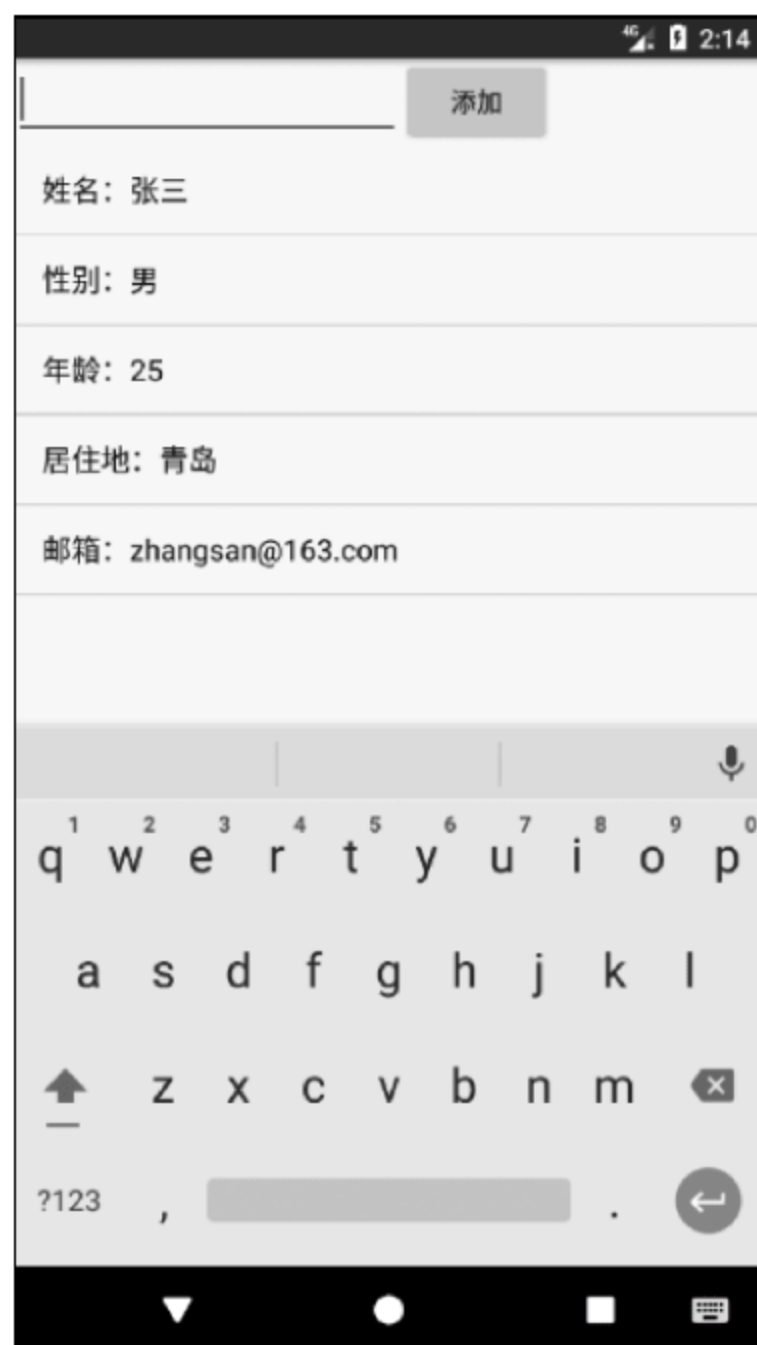 4G 2:14
添加
姓名：张三
性别：男
年龄：25
居住地：青岛
邮箱：zhangsan@163.com
1 2 3 4 5 6 7 8 9 0
q w e r t y u i o p
a s d f g h j k l
z x c v b n m
?123 , .